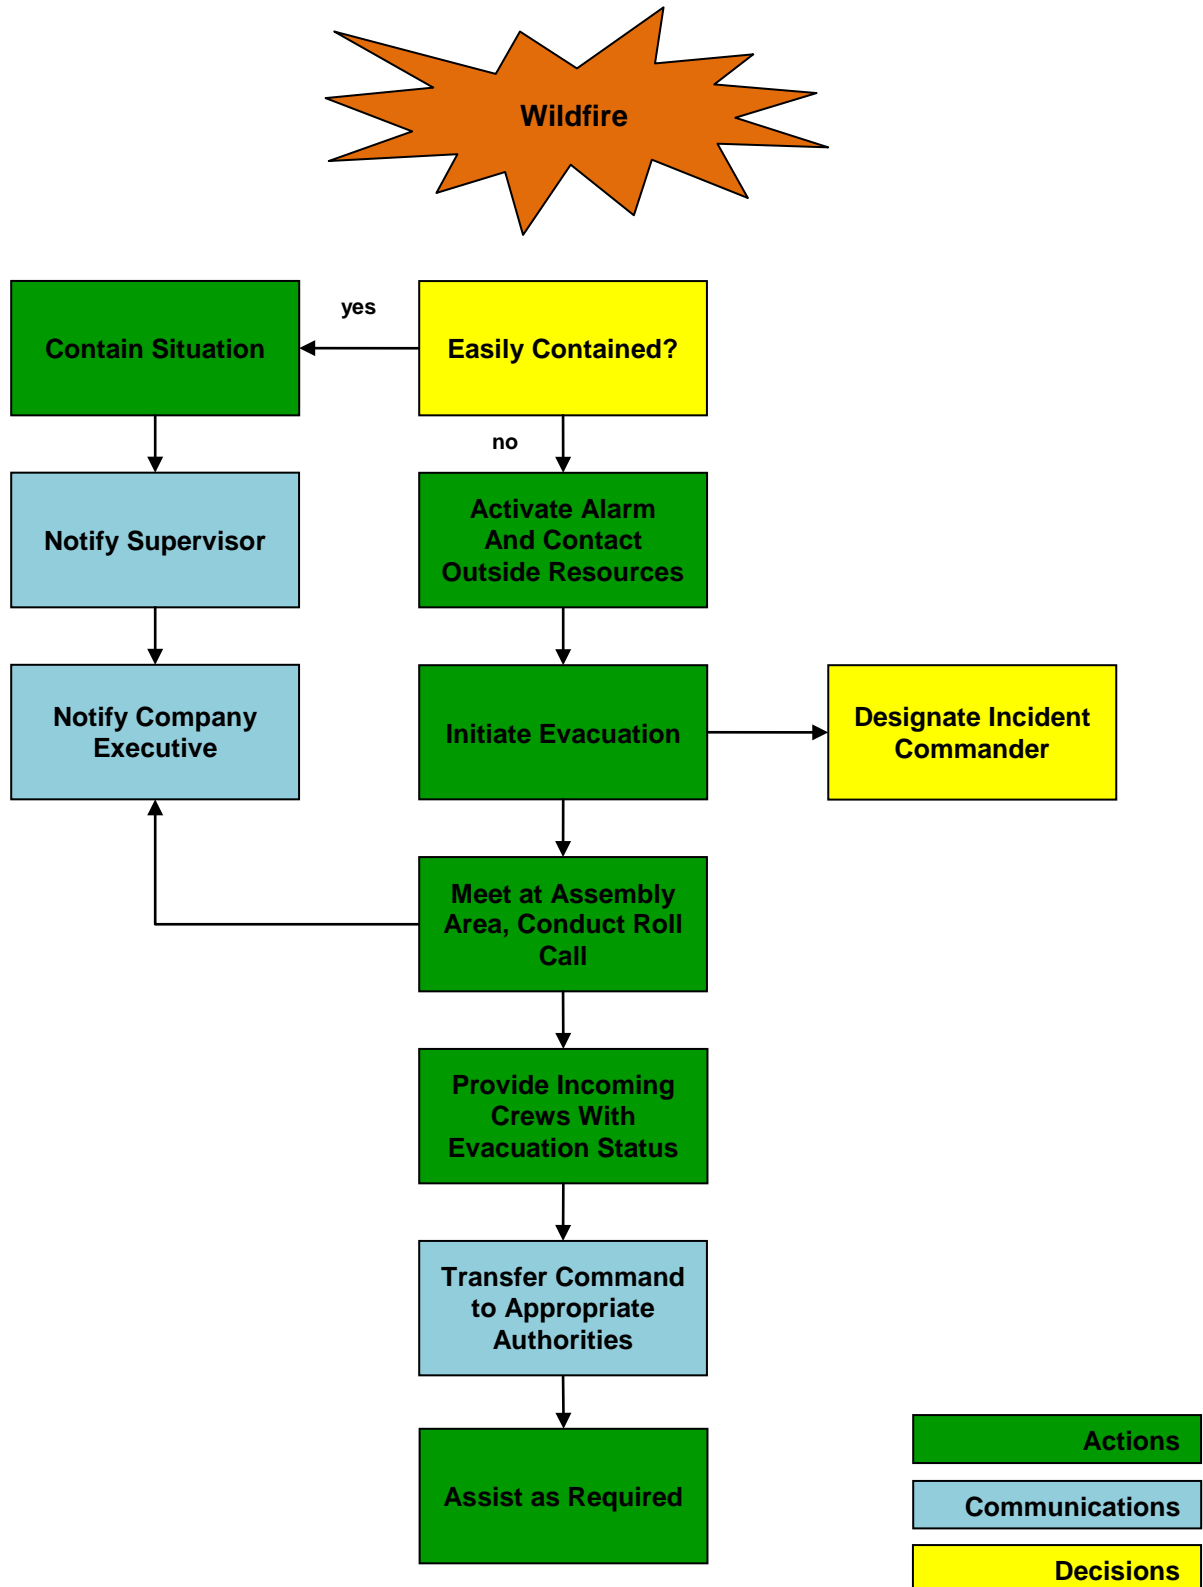 Wildfire
yes
Contain Situation
Easily Contained?
no
Notify Supervisor
Activate Alarm
And Contact
Outside Resources
Notify Company
Executive
Initiate Evacuation
Designate Incident
Commander
Meet at Assembly
Area, Conduct Roll
Call
Provide Incoming
Crews With
Evacuation Status
Transfer Command
to Appropriate
Authorities
Assist as Required
Actions
Communications
Decisions